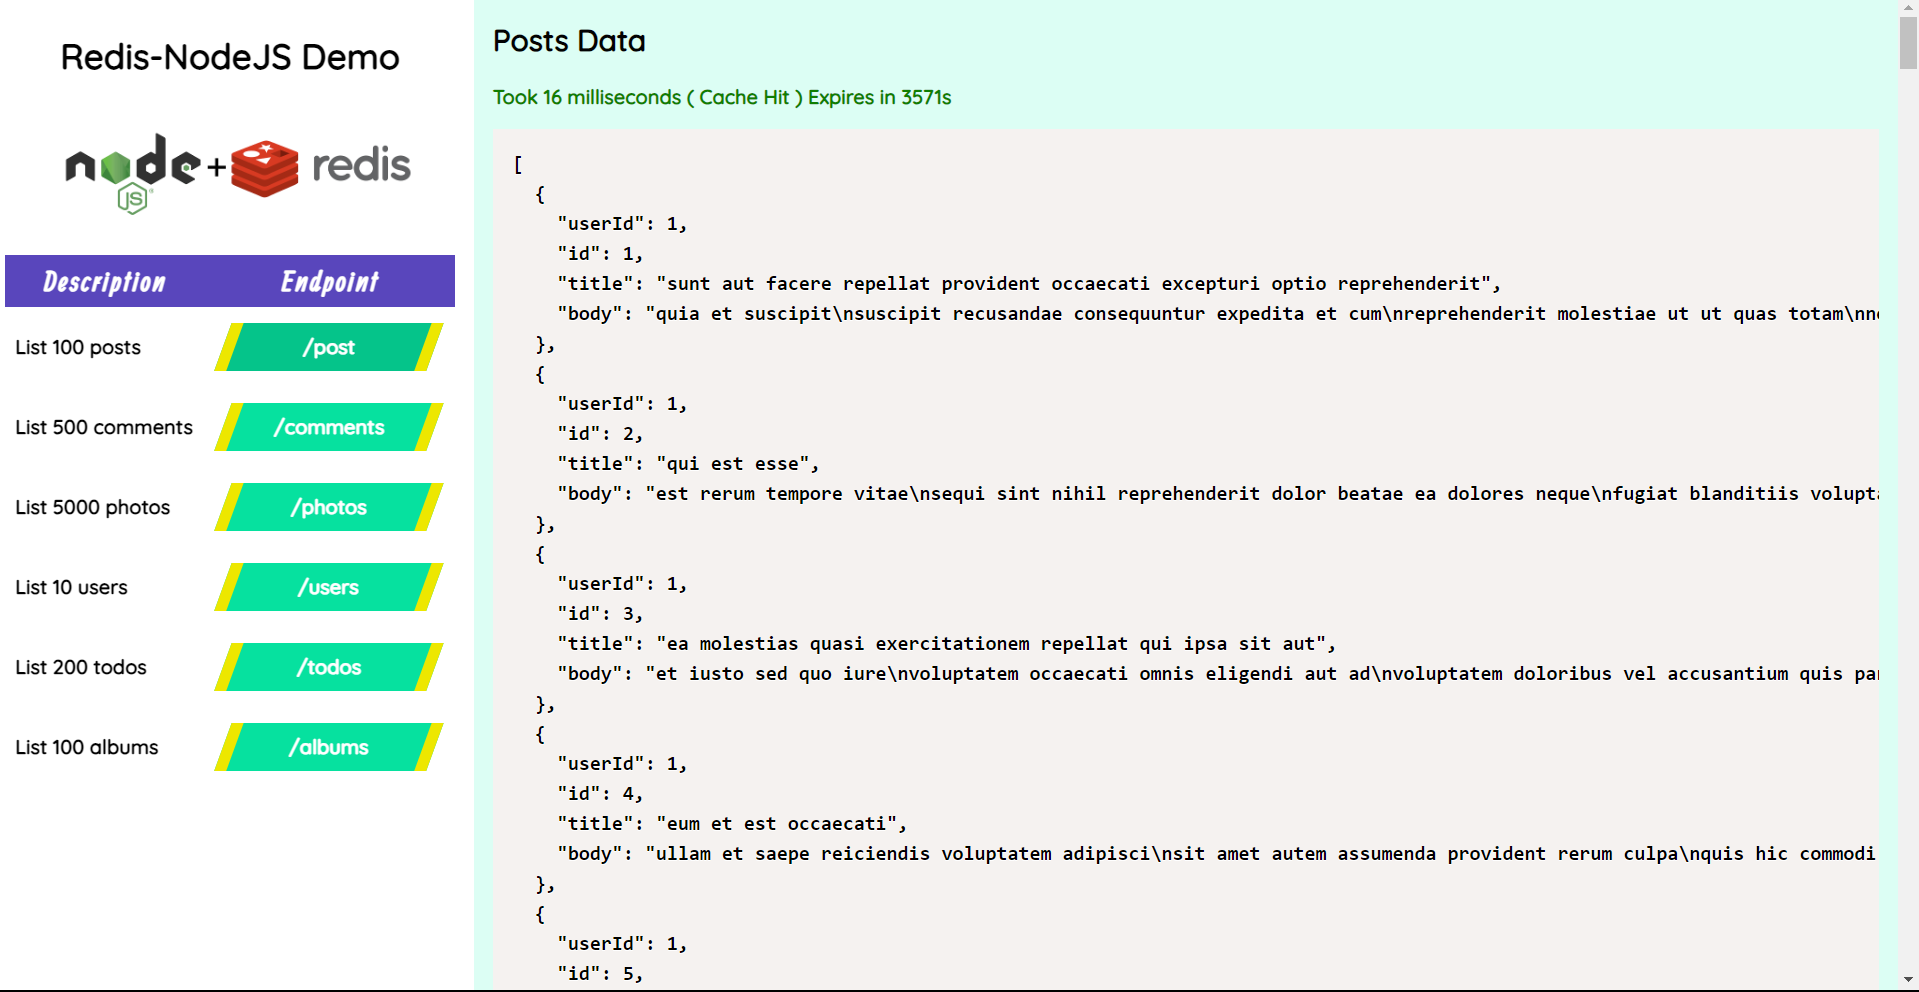 Redis-NodeJS Demo
node
JS
+
redis
Description Endpoint
List 100 posts /post
List 500 comments /comments
List 5000 photos /photos
List 10 users /users
List 200 todos /todos
List 100 albums /albums
Posts Data
Took 16 milliseconds ( Cache Hit ) Expires in 3571s
[
{
"userId": 1,
"id": 1,
"title": "sunt aut facere repellat provident occaecati excepturi optio reprehenderit",
"body": "quia et suscipit\nsuscipit recusandae consequuntur expedita et cum\nreprehenderit molestiae ut ut quas totam\nn
},
{
"userId": 1,
"id": 2,
"title": "qui est esse",
"body": "est rerum tempore vitae\nsequi sint nihil reprehenderit dolor beatae ea dolores neque\nfugiat blanditiis volupt
},
{
"userId": 1,
"id": 3,
"title": "ea molestias quasi exercitationem repellat qui ipsa sit aut",
"body": "et iusto sed quo iure\nvoluptatem occaecati omnis eligendi aut ad\nvoluptatem doloribus vel accusantium quis pa
},
{
"userId": 1,
"id": 4,
"title": "eum et est occaecati",
"body": "ullam et saepe reiciendis voluptatem adipisci\nsit amet autem assumenda provident rerum culpa\nquis hic commodi
},
{
"userId": 1,
"id": 5,